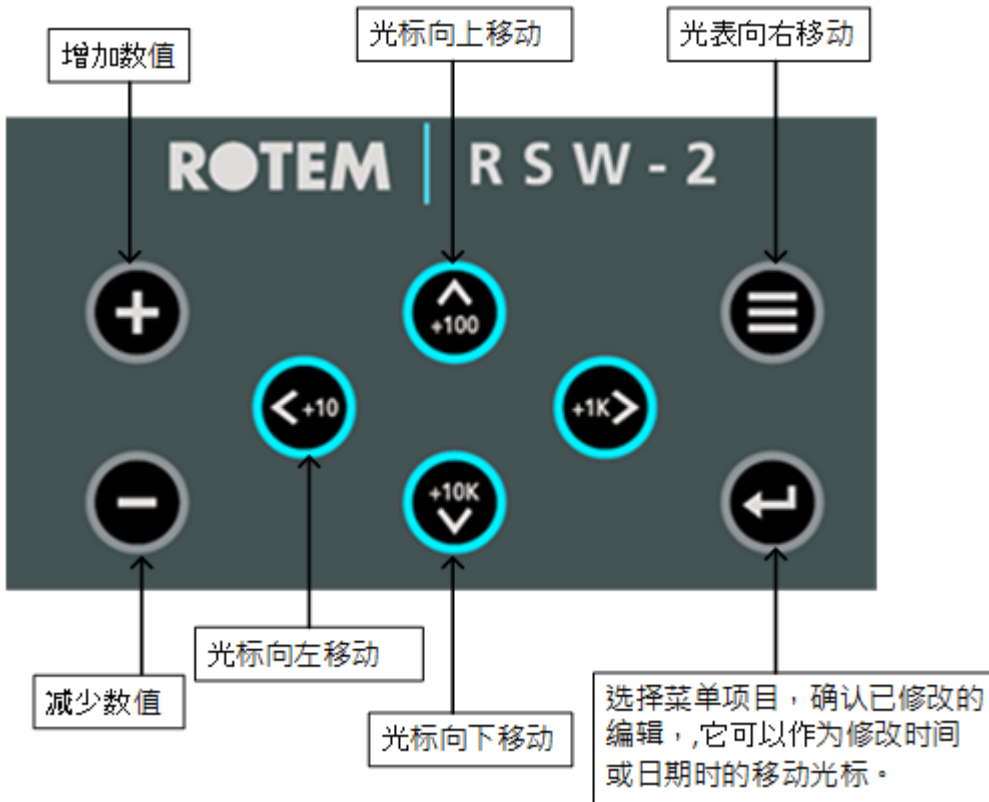 增加数值
光标向上移动
光表向右移动
ROTEM | RSW-2
+100
+10
+1K
+10K
光标向左移动
减少数值
光标向下移动
选择菜单项目，确认已修改的
编辑，,它可以作为修改时间
或日期时的移动光标。